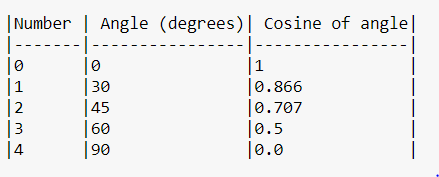 |Number | Angle (degrees)| Cosine of angle|
|-------|----------------|----------------|
|0      |0               |1               |
|1      |30              |0.866           |
|2      |45              |0.707           |
|3      |60              |0.5             |
|4      |90              |0.0             |
.